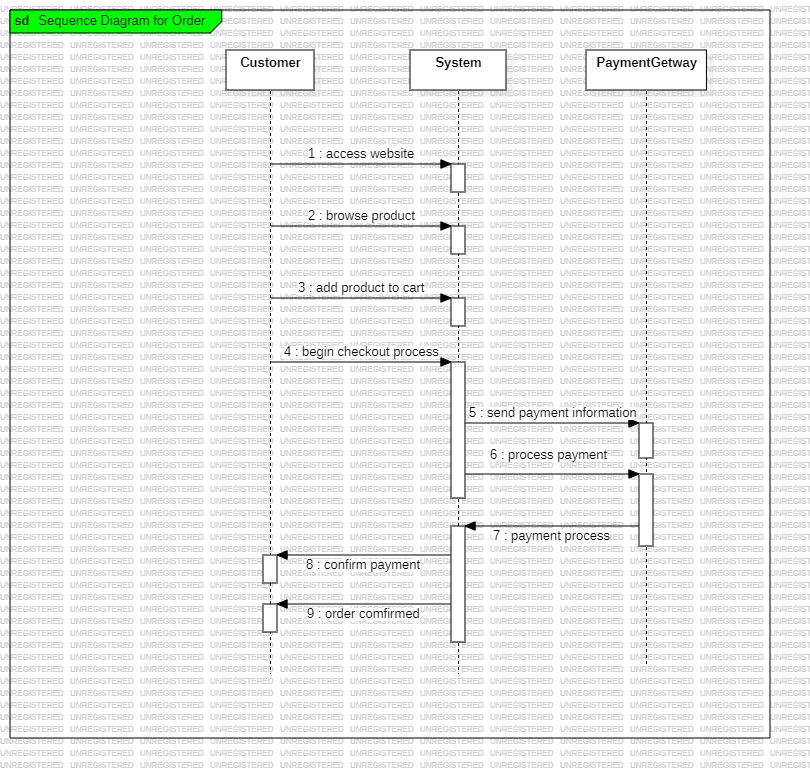 sd Sequence Diagram for Order
Customer
System
PaymentGetway
1 : access website
2 : browse product
3 : add product to cart
4 : begin checkout process
5 : send payment information
6 : process payment
7 : payment process
8 : confirm payment
9 : order comfirmed
UNREGISTERED